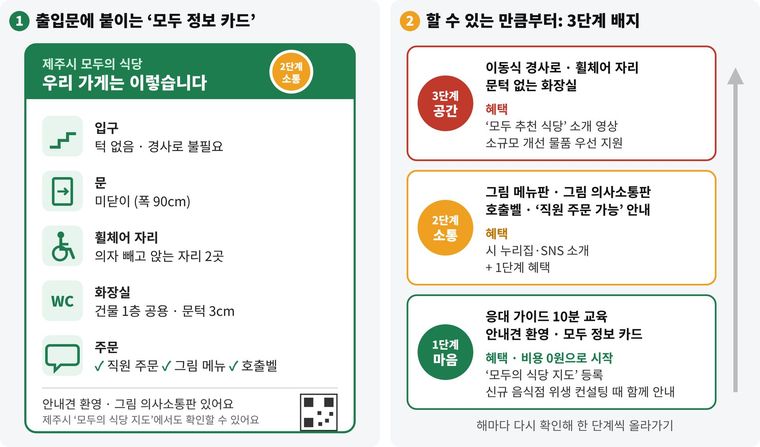 1 출입문에 붙이는 ‘모두 정보 카드’
제주시 모두의 식당
우리 가게는 이렇습니다
2단계
소통
입구
턱 없음 · 경사로 불필요
문
미닫이 (폭 90cm)
휠체어 자리
의자 빼고 앉는 자리 2곳
WC
화장실
건물 1층 공용 · 문턱 3cm
주문
✓ 직원 주문 ✓ 그림 메뉴 ✓ 호출벨
안내견 환영 · 그림 의사소통판 있어요
제주시 ‘모두의 식당 지도’에서도 확인할 수 있어요
2 할 수 있는 만큼부터: 3단계 배지
3단계
공간
이동식 경사로 · 휠체어 자리
문턱 없는 화장실
혜택
‘모두 추천 식당’ 소개 영상
소규모 개선 물품 우선 지원
2단계
소통
그림 메뉴판 · 그림 의사소통판
호출벨 · ‘직원 주문 가능’ 안내
혜택
시 누리집·SNS 소개
+ 1단계 혜택
1단계
마음
응대 가이드 10분 교육
안내견 환영 · 모두 정보 카드
혜택 · 비용 0원으로 시작
‘모두의 식당 지도’ 등록
신규 음식점 위생 컨설팅 때 함께 안내
해마다 다시 확인해 한 단계씩 올라가기